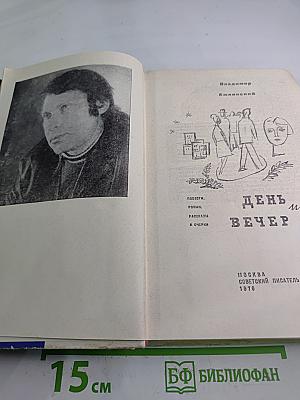 Владимир
Амлинский
ПОВЕСТИ,
РОМАН,
РАССКАЗЫ
И ОЧЕРКИ
ДЕНЬ и
ВЕЧЕР
МОСКВА
СОВЕТСКИЙ ПИСАТЕЛЬ
1976
15 см
БФ БИБЛИОФАН